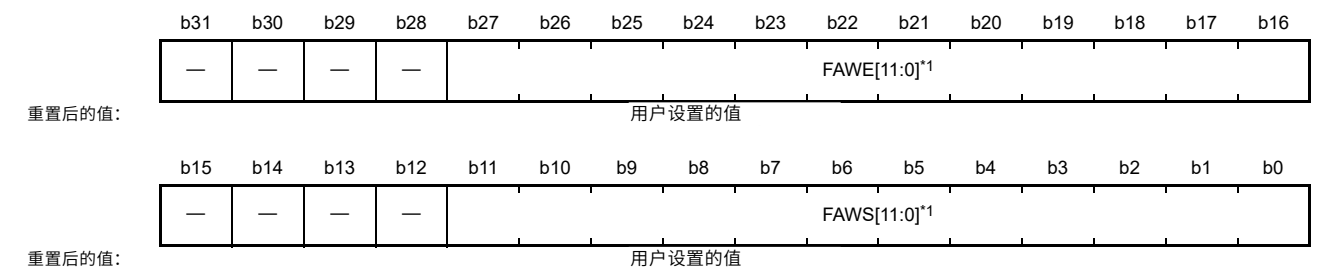 b31 b30 b29 b28 b27 b26 b25 b24 b23 b22 b21 b20 b19 b18 b17 b16
— — — — FAWE[11:0]*1
重置后的值： 用户设置的值
b15 b14 b13 b12 b11 b10 b9 b8 b7 b6 b5 b4 b3 b2 b1 b0
— — — — FAWS[11:0]*1
重置后的值： 用户设置的值